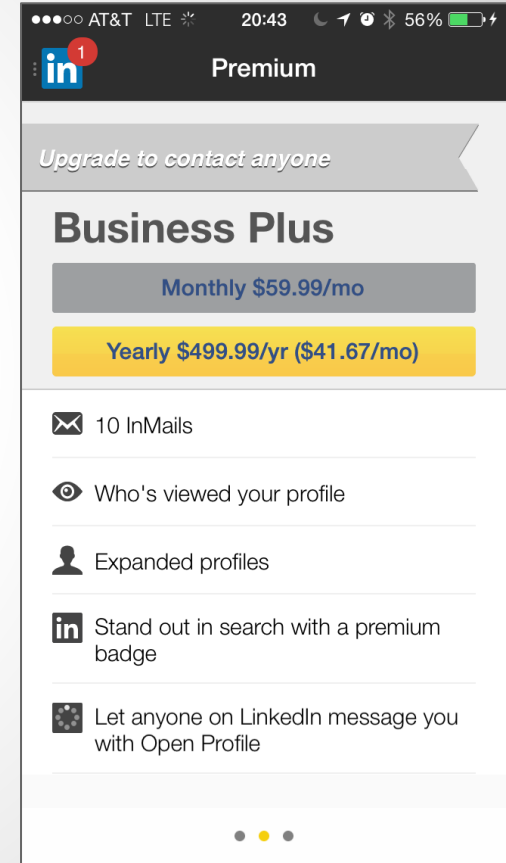 AT&T LTE 20:43 56%
in 1
Premium
Upgrade to contact anyone
Business Plus
Monthly $59.99/mo
Yearly $499.99/yr ($41.67/mo)
10 InMails
Who's viewed your profile
Expanded profiles
in Stand out in search with a premium
badge
Let anyone on LinkedIn message you
with Open Profile